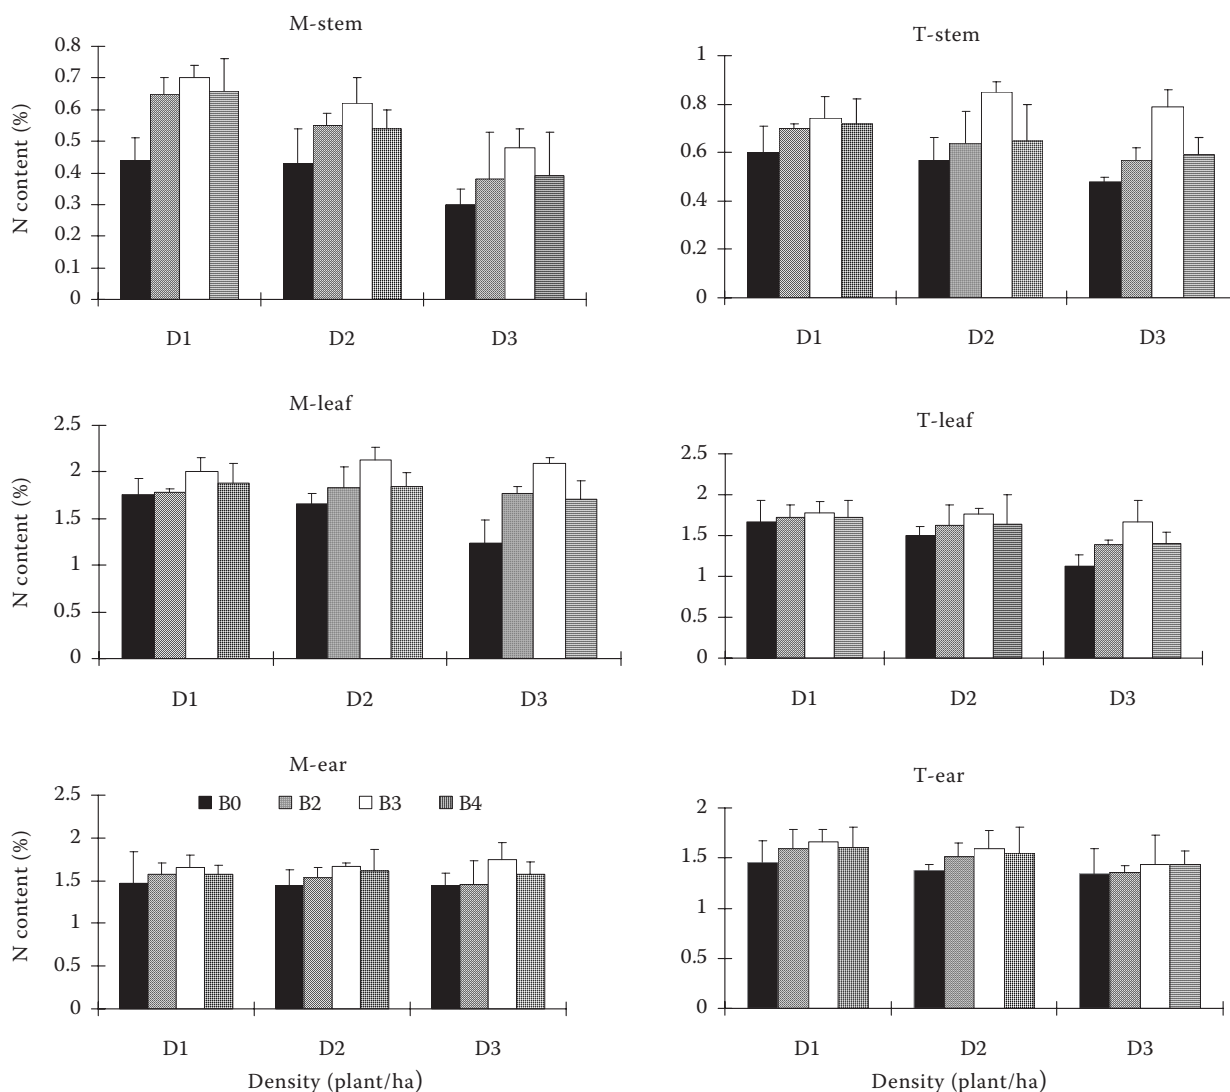 M-stem
N content (%)
0.8
0.7
0.6
0.5
0.4
0.3
0.2
0.1
0
D1 D2 D3
T-stem
1
0.8
0.6
0.4
0.2
0
D1 D2 D3
M-leaf
N content (%)
2.5
2
1.5
1
0.5
0
D1 D2 D3
T-leaf
2.5
2
1.5
1
0.5
0
D1 D2 D3
M-ear
B0 B2 B3 B4
N content (%)
2.5
2
1.5
1
0.5
0
D1 D2 D3
Density (plant/ha)
T-ear
2
1.5
1
0.5
0
D1 D2 D3
Density (plant/ha)